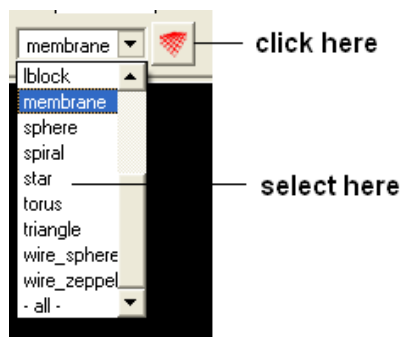 membrane
click here
lblock
membrane
sphere
spiral
star
select here
torus
triangle
wire_sphere
wire_zeppel
- all -